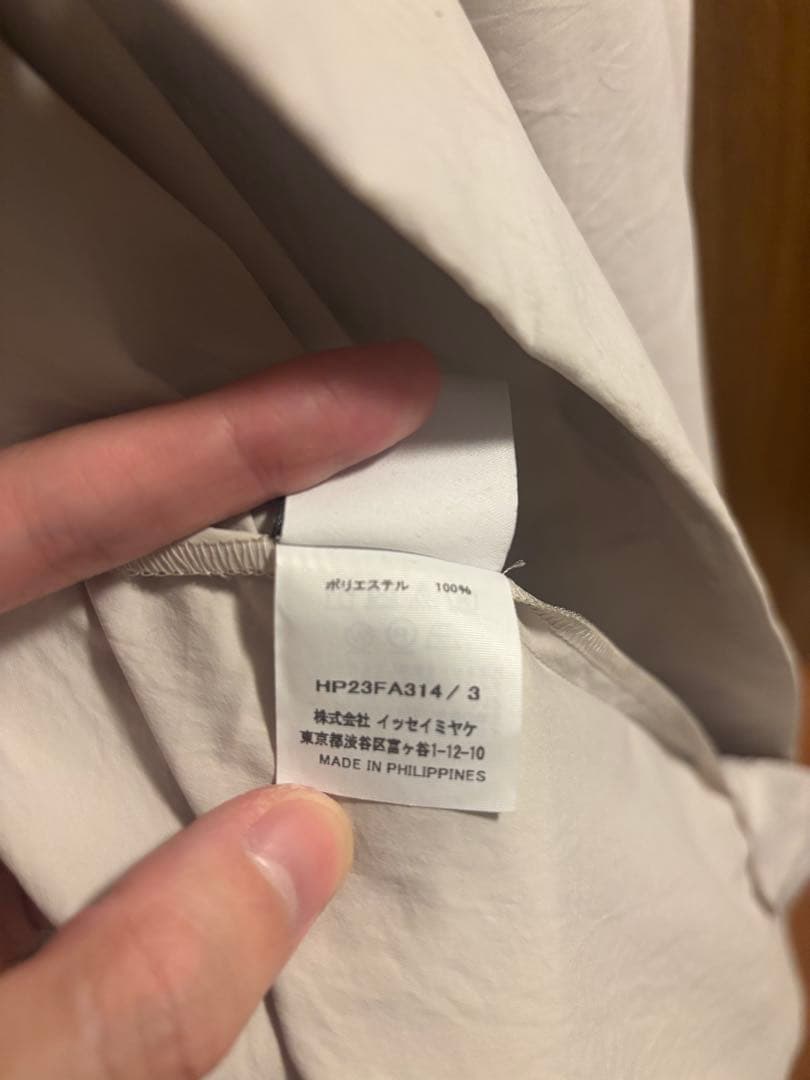 ポリエステル 100%
HP23FA314 / 3
株式会社 イッセイミヤケ
東京都渋谷区富ヶ谷1-12-10
MADE IN PHILIPPINES